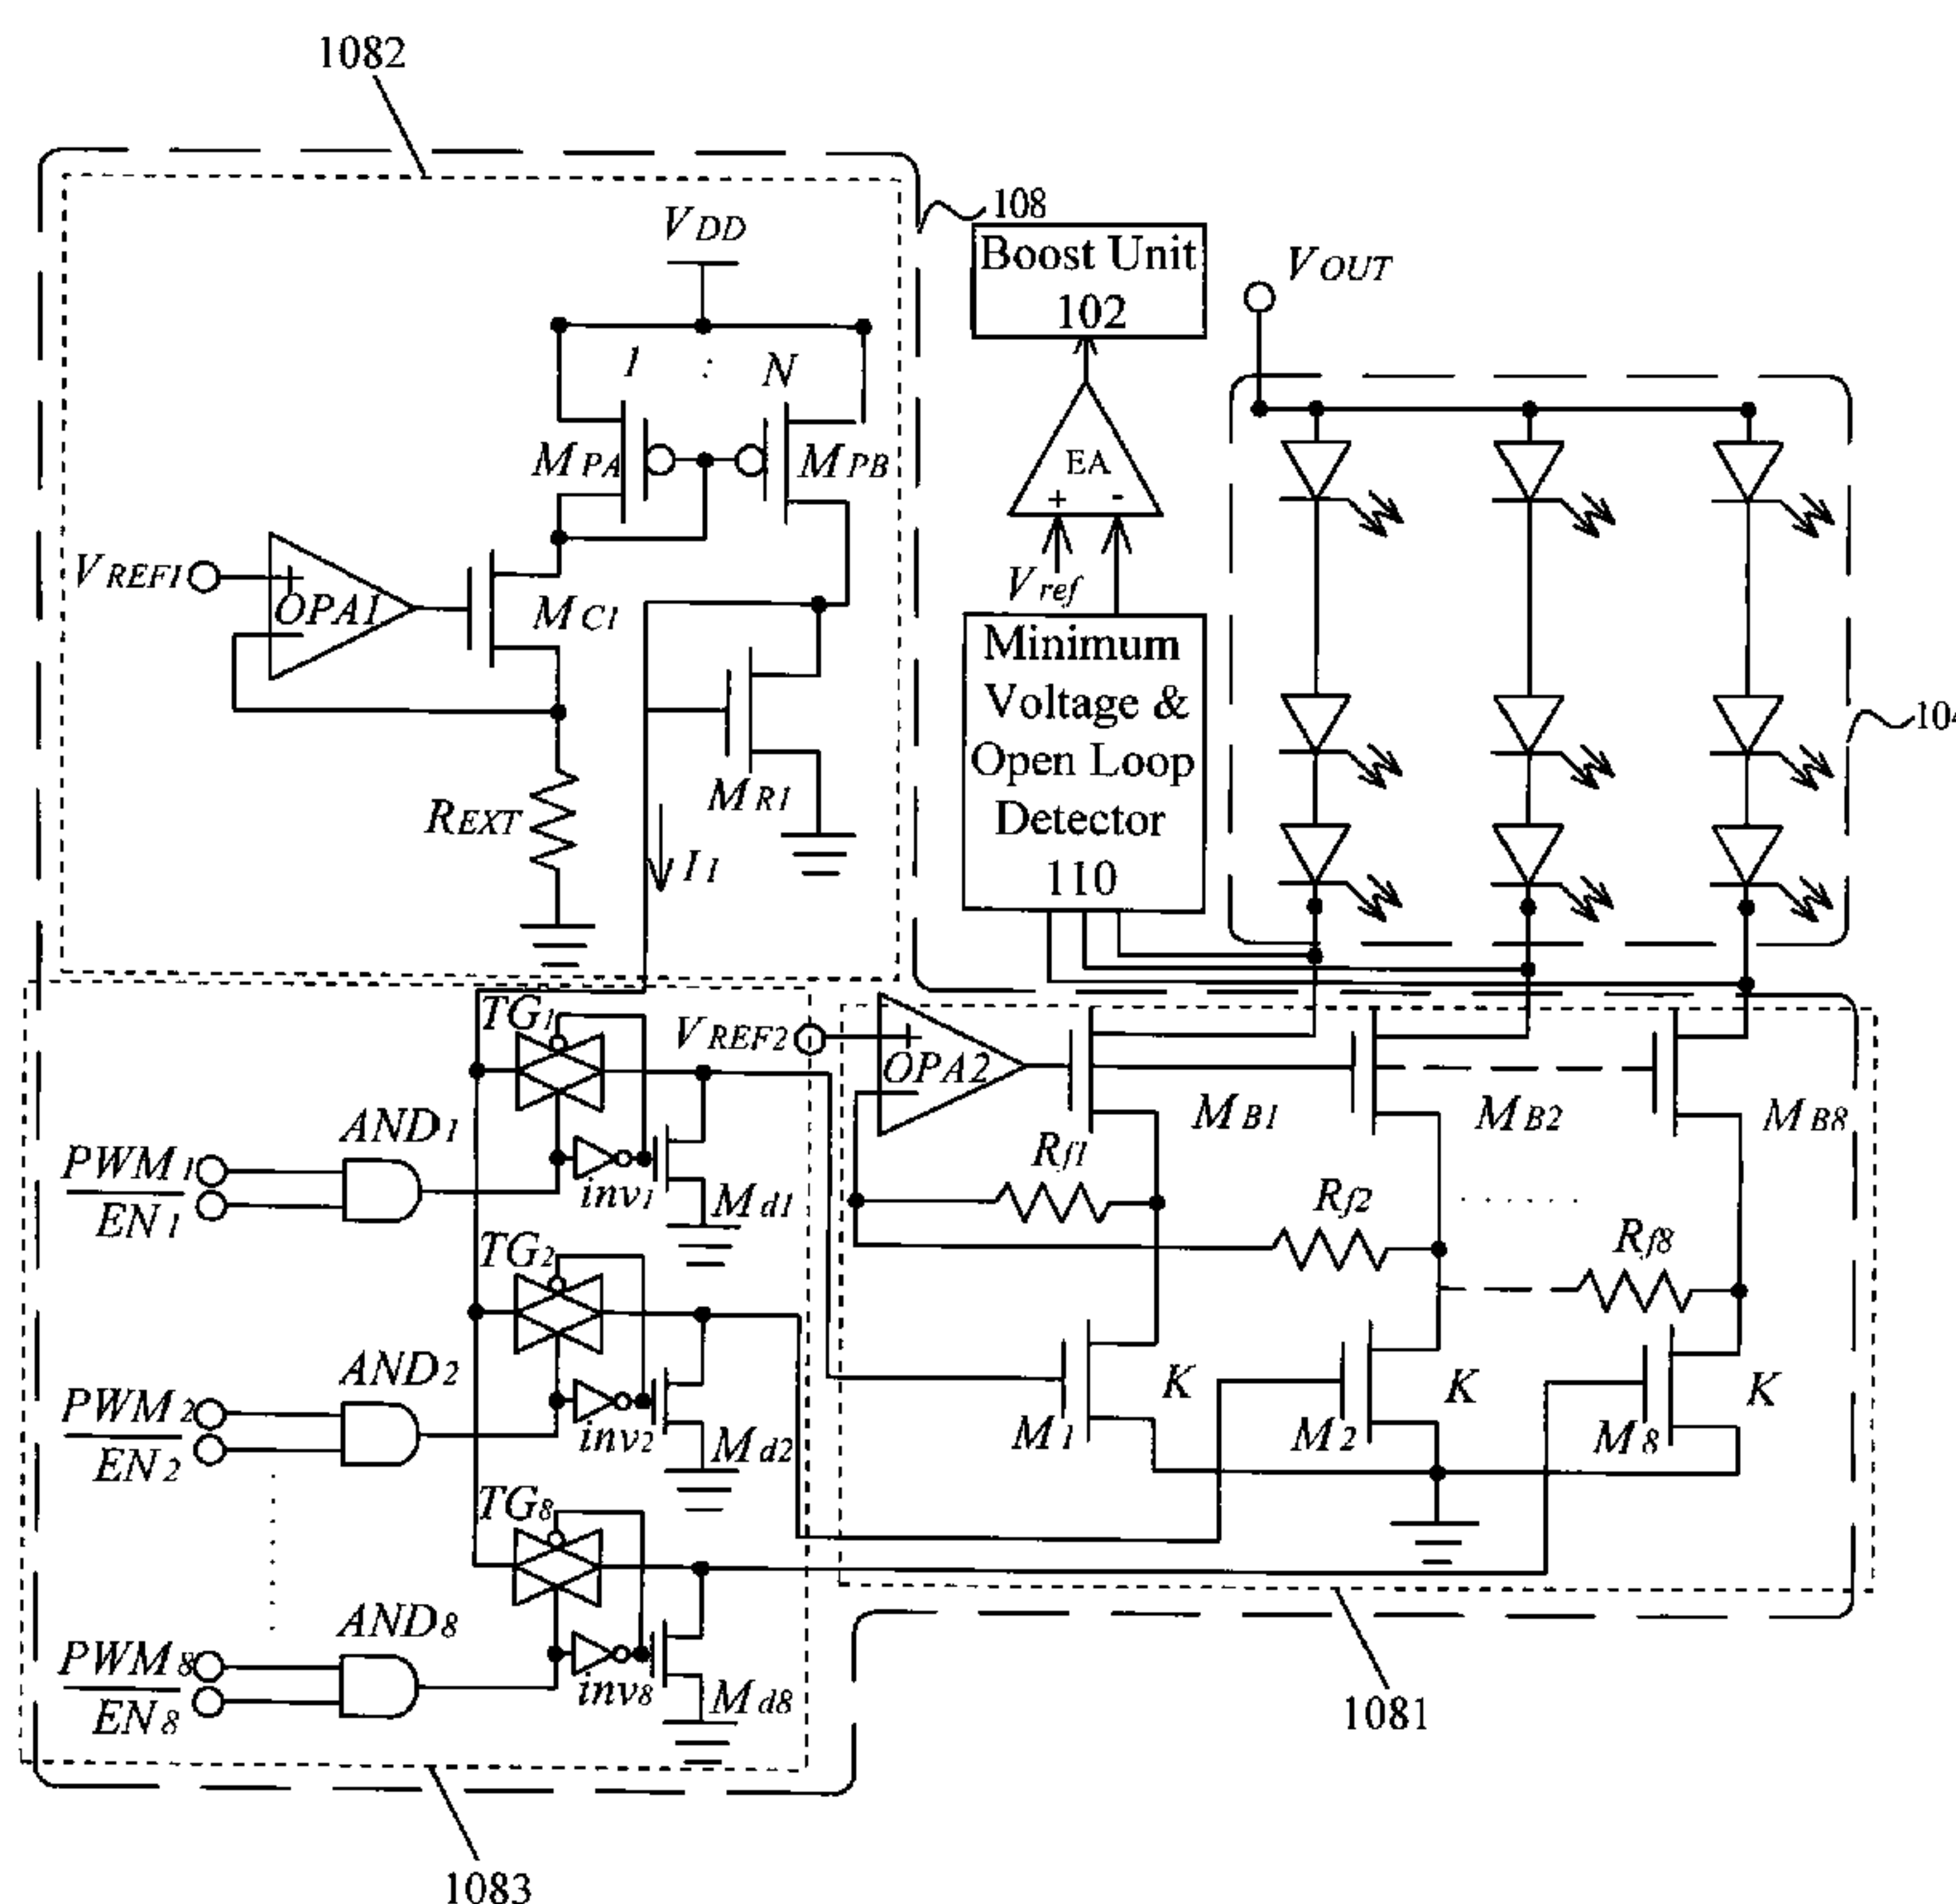 1082
108
VDD
1 : N
MPA
MPB
VREF1
OPA1
MC1
REXT
MR1
I1
Boost Unit
102
EA
+ -
Vref
Minimum
Voltage &
Open Loop
Detector
110
VOUT
TG1
AND1
PWM1
EN1
inv1
Md1
TG2
AND2
PWM2
EN2
inv2
Md2
TG8
AND8
PWM8
EN8
inv8
Md8
1083
VREF2
OPA2
MB1
MB2
MB8
Rf1
Rf2
Rf8
M1
K
M2
K
M8
K
1081